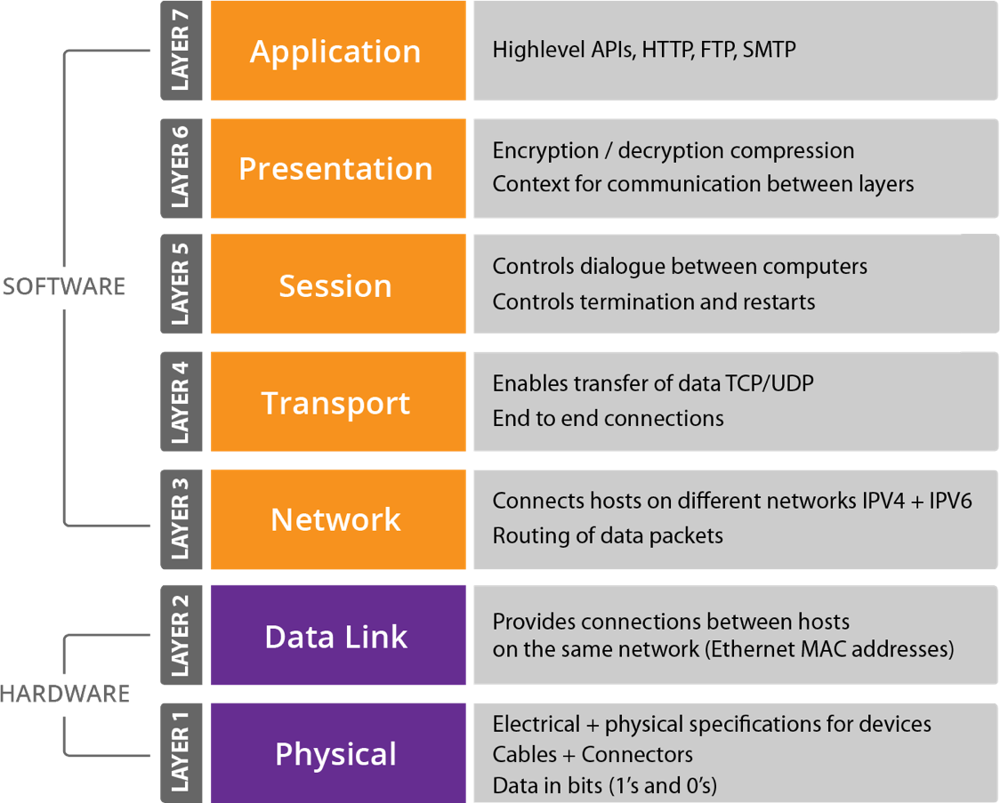 LAYER 7
Application
Highlevel APIs, HTTP, FTP, SMTP
LAYER 6
Presentation
Encryption / decryption compression
Context for communication between layers
LAYER 5
Session
Controls dialogue between computers
Controls termination and restarts
SOFTWARE
LAYER 4
Transport
Enables transfer of data TCP/UDP
End to end connections
LAYER 3
Network
Connects hosts on different networks IPV4 + IPV6
Routing of data packets
LAYER 2
Data Link
Provides connections between hosts
on the same network (Ethernet MAC addresses)
HARDWARE
LAYER 1
Physical
Electrical + physical specifications for devices
Cables + Connectors
Data in bits (1’s and 0’s)